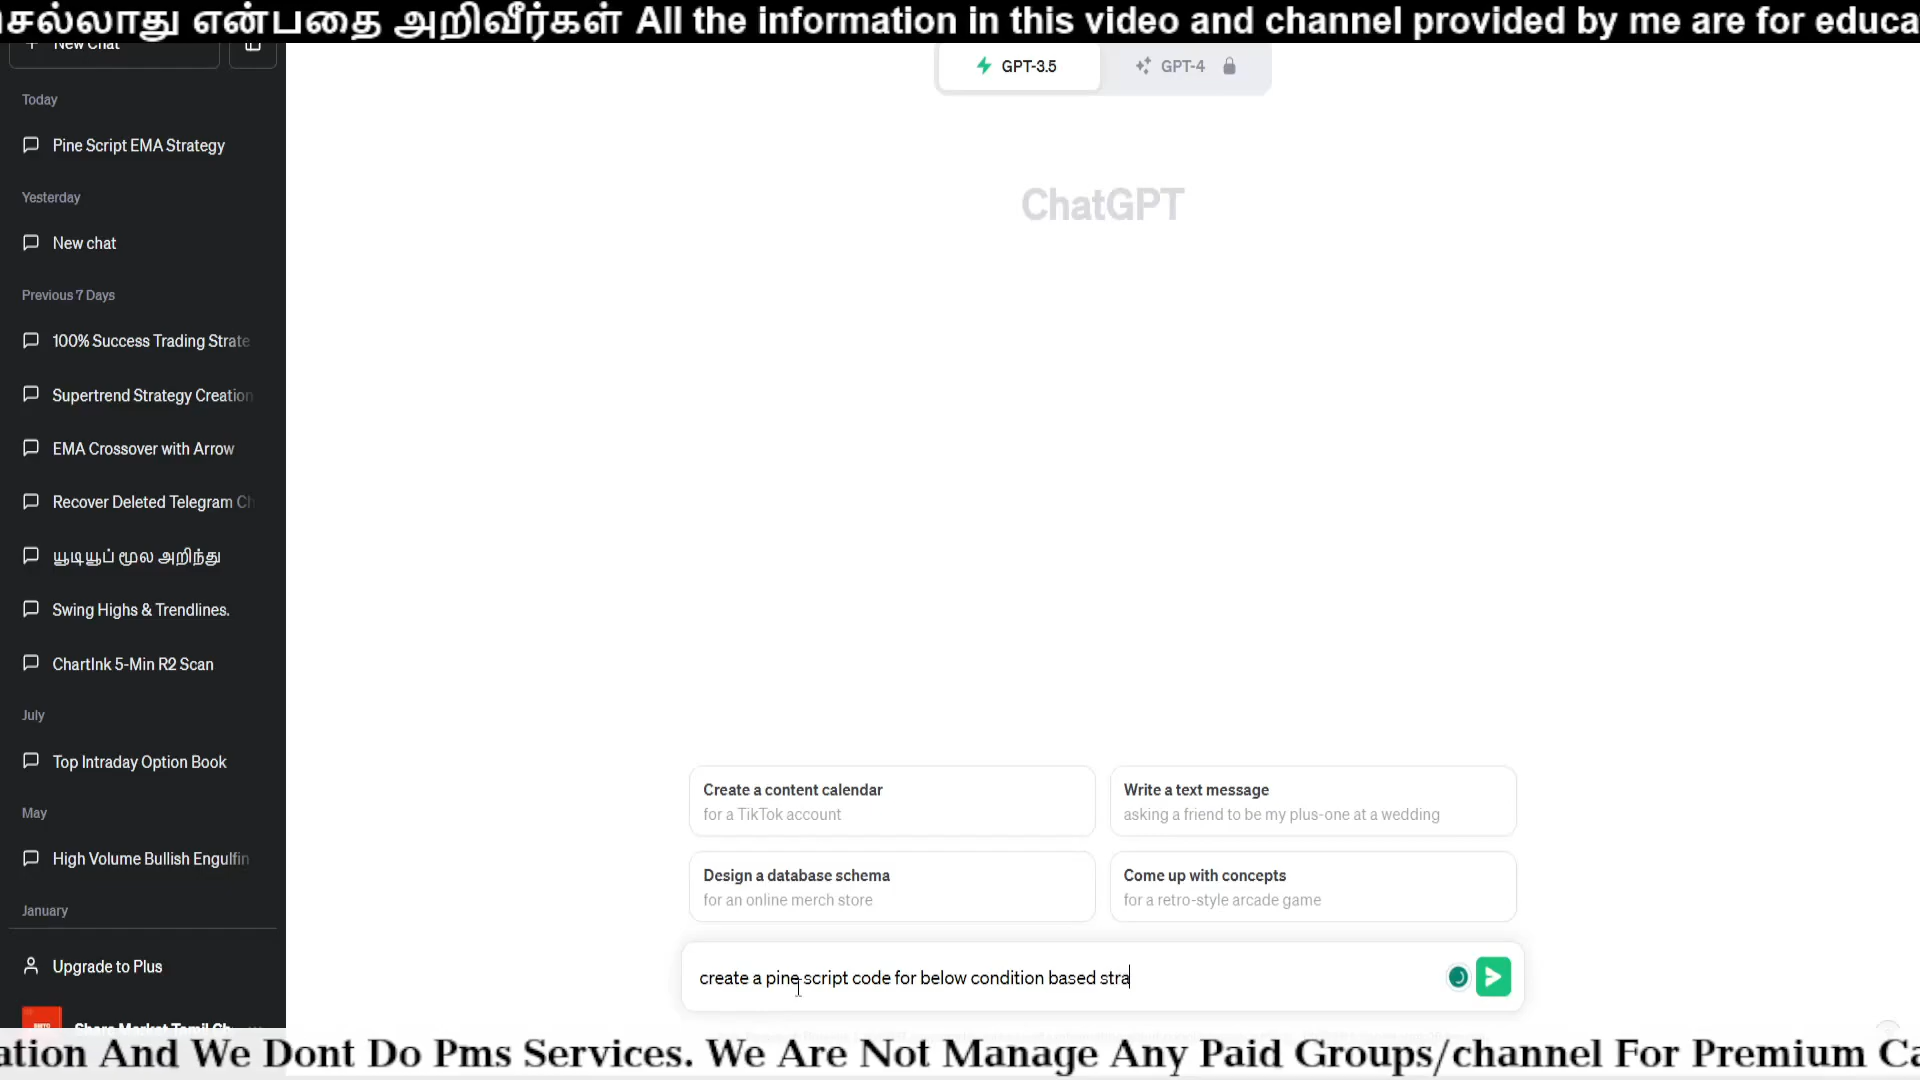 சல்லாது என்பதை அறிவீர்கள் All the information in this video and channel provided by me are for educa
New Chat
GPT-3.5
GPT-4
Today
Pine Script EMA Strategy
ChatGPT
Yesterday
New chat
Previous 7 Days
100% Success Trading Strate
Supertrend Strategy Creation
EMA Crossover with Arrow
Recover Deleted Telegram Ch
யூடியூப் மூல அறிந்து
Swing Highs & Trendlines.
ChartInk 5-Min R2 Scan
July
Top Intraday Option Book
May
High Volume Bullish Engulfin
January
Upgrade to Plus
Share Market Tamil Ch
Create a content calendar
for a TikTok account
Write a text message
asking a friend to be my plus-one at a wedding
Design a database schema
for an online merch store
Come up with concepts
for a retro-style arcade game
create a pine script code for below condition based stra
ation And We Dont Do Pms Services. We Are Not Manage Any Paid Groups/channel For Premium Ca